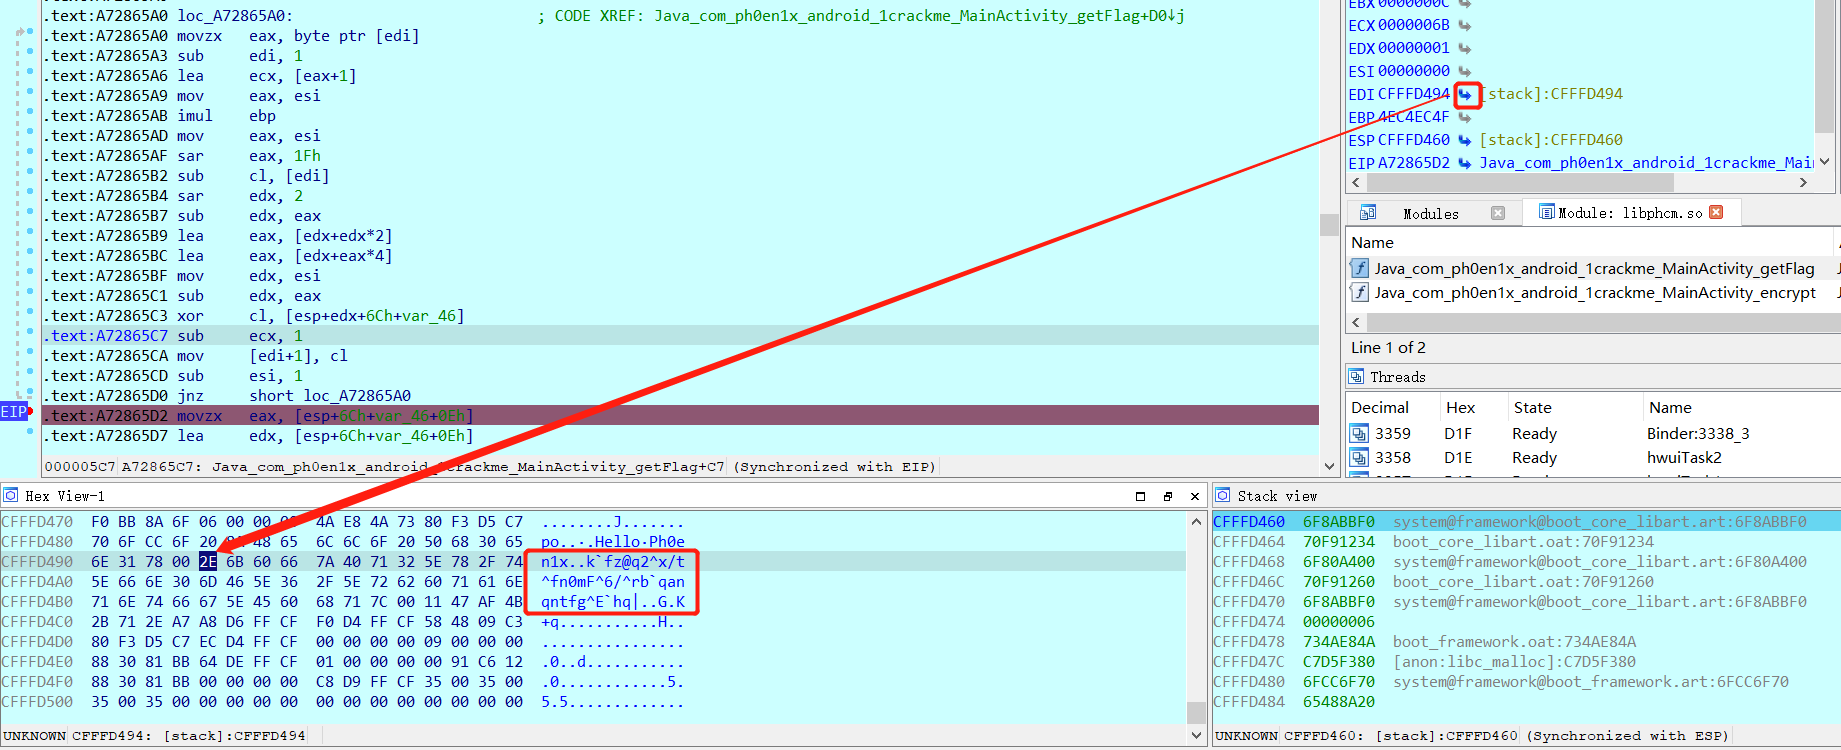 .text:A72865A0 loc_A72865A0: ; CODE XREF: Java_com_ph0en1x_android_1crackme_MainActivity_getFlag+D0↓j
.text:A72865A0 movzx eax, byte ptr [edi]
.text:A72865A3 sub edi, 1
.text:A72865A6 lea ecx, [eax+1]
.text:A72865A9 mov eax, esi
.text:A72865AB imul ebp
.text:A72865AD mov eax, esi
.text:A72865AF sar eax, 1Fh
.text:A72865B2 sub cl, [edi]
.text:A72865B4 sar edx, 2
.text:A72865B7 sub edx, eax
.text:A72865B9 lea eax, [edx+edx*2]
.text:A72865BC lea eax, [edx+eax*4]
.text:A72865BF mov edx, esi
.text:A72865C1 sub edx, eax
.text:A72865C3 xor cl, [esp+edx+6Ch+var_46]
.text:A72865C7 sub ecx, 1
.text:A72865CA mov [edi+1], cl
.text:A72865CD sub esi, 1
.text:A72865D0 jnz short loc_A72865A0
EIP .text:A72865D2 movzx eax, [esp+6Ch+var_46+0Eh]
.text:A72865D7 lea edx, [esp+6Ch+var_46+0Eh]
000005C7 A72865C7: Java_com_ph0en1x_android_1crackme_MainActivity_getFlag+C7 (Synchronized with EIP)
EBX 0000000C
ECX 0000006B
EDX 00000001
ESI 00000000
EDI CFFFD494 [stack]:CFFFD494
EBP 4EC4EC4F
ESP CFFFD460 [stack]:CFFFD460
EIP A72865D2 Java_com_ph0en1x_android_1crackme_Mai
Modules
Module: libphcm.so
Name
Java_com_ph0en1x_android_1crackme_MainActivity_getFlag
Java_com_ph0en1x_android_1crackme_MainActivity_encrypt
Line 1 of 2
Threads
Decimal Hex State Name
3359 D1F Ready Binder:3338_3
3358 D1E Ready hwuiTask2
Hex View-1
CFFFD470 F0 BB 8A 6F 06 00 00 00 4A E8 4A 73 80 F3 D5 C7 ........J.......
CFFFD480 70 6F CC 6F 20 8A 48 65 6C 6C 6F 20 50 68 30 65 po..·.Hello·Ph0e
CFFFD490 6E 31 78 00 2E 6B 60 66 7A 40 71 32 5E 78 2F 74 n1x..k`fz@q2^x/t
CFFFD4A0 5E 66 6E 30 6D 46 5E 36 2F 5E 72 62 60 71 61 6E ^fn0mF^6/^rb`qan
CFFFD4B0 71 6E 74 66 67 5E 45 60 68 71 7C 00 11 47 AF 4B qntfg^E`hq|..G.K
CFFFD4C0 2B 71 2E A7 A8 D6 FF CF F0 D4 FF CF 58 48 09 C3 +q..........XH..
CFFFD4D0 80 F3 D5 C7 EC D4 FF CF 00 00 00 00 09 00 00 00 ................
CFFFD4E0 88 30 81 BB 64 DE FF CF 01 00 00 00 00 91 C6 12 .0..d...........
CFFFD4F0 88 30 81 BB 00 00 00 00 C8 D9 FF CF 35 00 35 00 .0..........5.
CFFFD500 35 00 35 00 00 00 00 00 00 00 00 00 00 00 00 00 5.5.............
UNKNOWN CFFFD494: [stack]:CFFFD494
Stack view
CFFFD460 6F8ABBF0 system@framework@boot_core_libart.art:6F8ABBF0
CFFFD464 70F91234 boot_core_libart.oat:70F91234
CFFFD468 6F80A400 system@framework@boot_core_libart.art:6F80A400
CFFFD46C 70F91260 boot_core_libart.oat:70F91260
CFFFD470 6F8ABBF0 system@framework@boot_core_libart.art:6F8ABBF0
CFFFD474 00000006
CFFFD478 734AE84A boot_framework.oat:734AE84A
CFFFD47C C7D5F380 [anon:libc_malloc]:C7D5F380
CFFFD480 6FCC6F70 system@framework@boot_framework.art:6FCC6F70
CFFFD484 65488A20
UNKNOWN CFFFD460: [stack]:CFFFD460 (Synchronized with ESP)